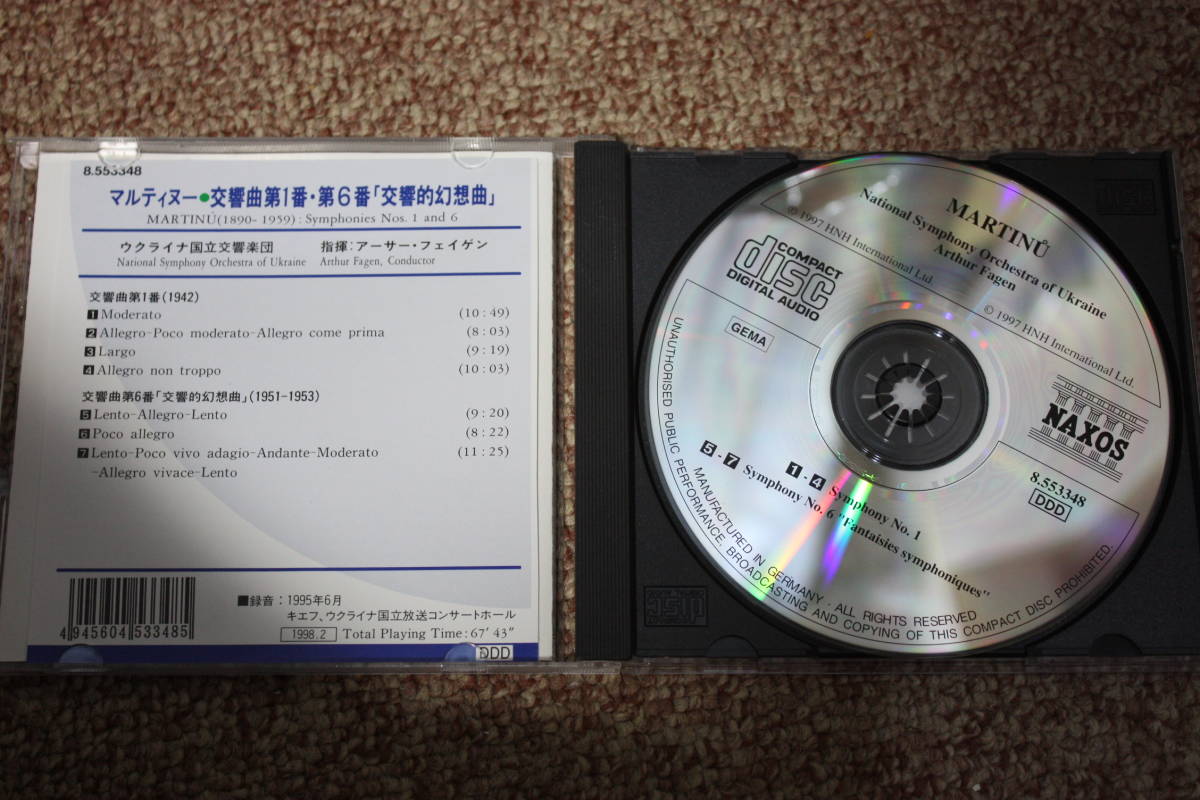 8.553348
マルティヌー●交響曲第1番・第6番「交響的幻想曲」
MARTINŮ(1890-1959): Symphonies Nos. 1 and 6
ウクライナ国立交響楽団 指揮:アーサー・フェイゲン
National Symphony Orchestra of Ukraine Arthur Fagen, Conductor
交響曲第1番(1942)
1 Moderato (10:49)
2 Allegro-Poco moderato-Allegro come prima (8:03)
3 Largo (9:19)
4 Allegro non troppo (10:03)
交響曲第6番「交響的幻想曲」(1951-1953)
5 Lento-Allegro-Lento (9:20)
6 Poco allegro (8:22)
7 Lento-Poco vivo adagio-Andante-Moderato (11:25)
-Allegro vivace-Lento
■録音:1995年6月
キエフ、ウクライナ国立放送コンサートホール
4 945604 533485
1998.2 Total Playing Time:67′43″
DDD
MARTINŮ
National Symphony Orchestra of Ukraine
Arthur Fagen
℗ 1997 HNH International Ltd.
© 1997 HNH International Ltd.
COMPACT
disc
DIGITAL AUDIO
GEMA
NAXOS
8.553348
DDD
1-4 Symphony No. 1
5-7 Symphony No. 6 "Fantaisies symphoniques"
UNAUTHORISED PUBLIC PERFORMANCE, BROADCASTING AND COPYING OF THIS COMPACT DISC PROHIBITED.
MANUFACTURED IN GERMANY · ALL RIGHTS RESERVED
disc